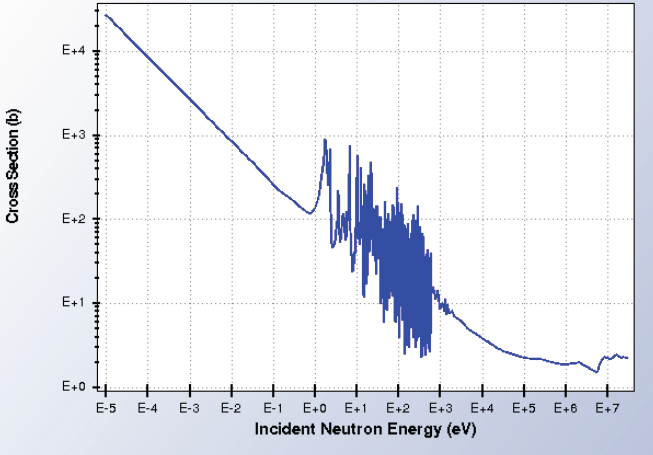 Cross Section (b)
E+4
E+3
E+2
E+1
E+0
E-5 E-4 E-3 E-2 E-1 E+0 E+1 E+2 E+3 E+4 E+5 E+6 E+7
Incident Neutron Energy (eV)